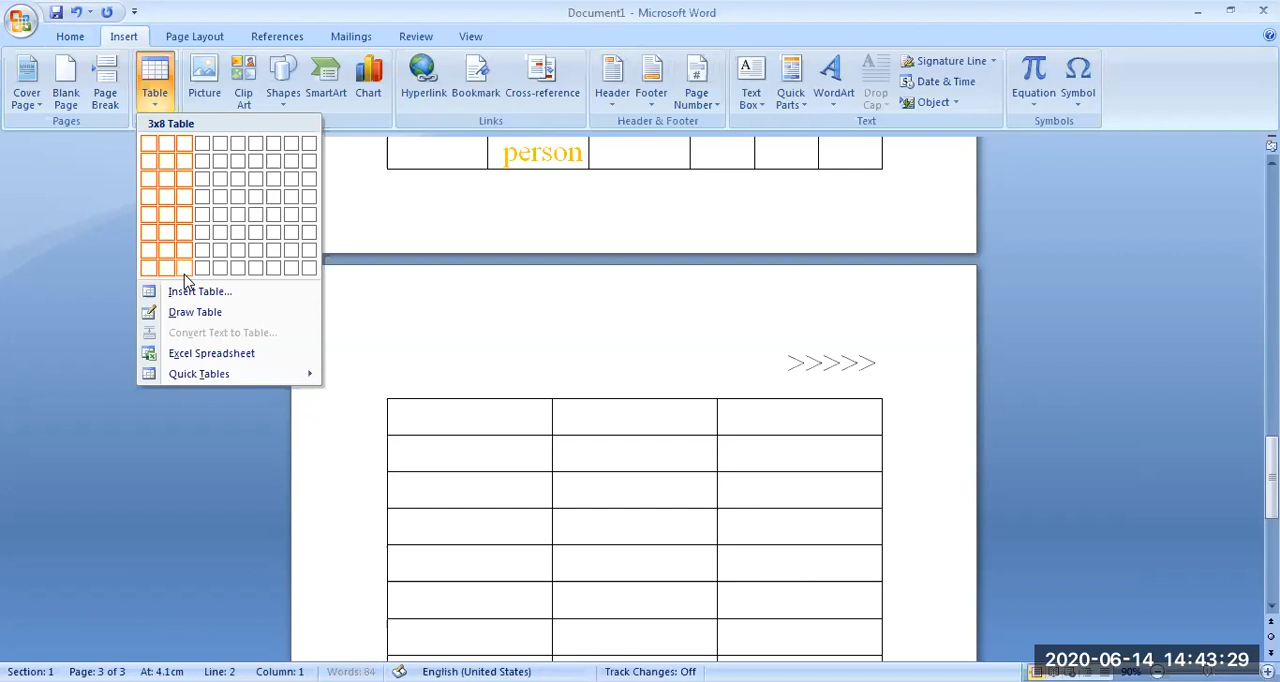 Document1 - Microsoft Word
Home Insert Page Layout References Mailings Review View
Cover Page
Blank Page
Page Break
Table
Picture
Clip Art
Shapes
SmartArt
Chart
Hyperlink
Bookmark
Cross-reference
Header
Footer
Page Number
Text Box
Quick Parts
WordArt
Drop Cap
Signature Line
Date & Time
Object
Equation
Symbol
Pages
Links
Header & Footer
Text
Symbols
3x8 Table
Insert Table...
Draw Table
Convert Text to Table...
Excel Spreadsheet
Quick Tables
person
>>>>>
Section: 1 Page: 3 of 3 At: 4.1cm Line: 2 Column: 1 Words: 84 English (United States) Track Changes: Off 90%
2020-06-14 14:43:29